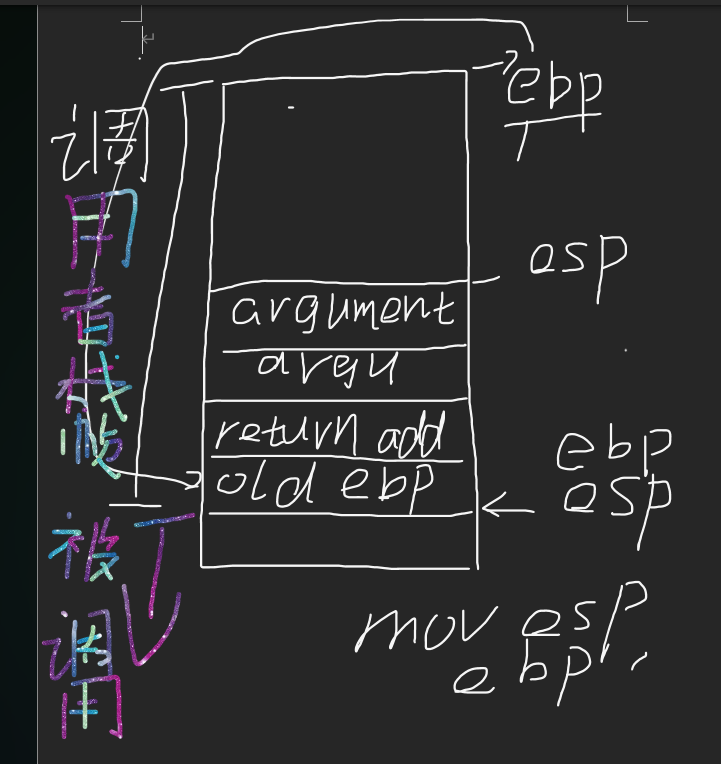 ebp
调
用
者
栈
帧
esp
argument
argu
return add
old ebp
ebp
esp
被
调
用
mov esp,
ebp